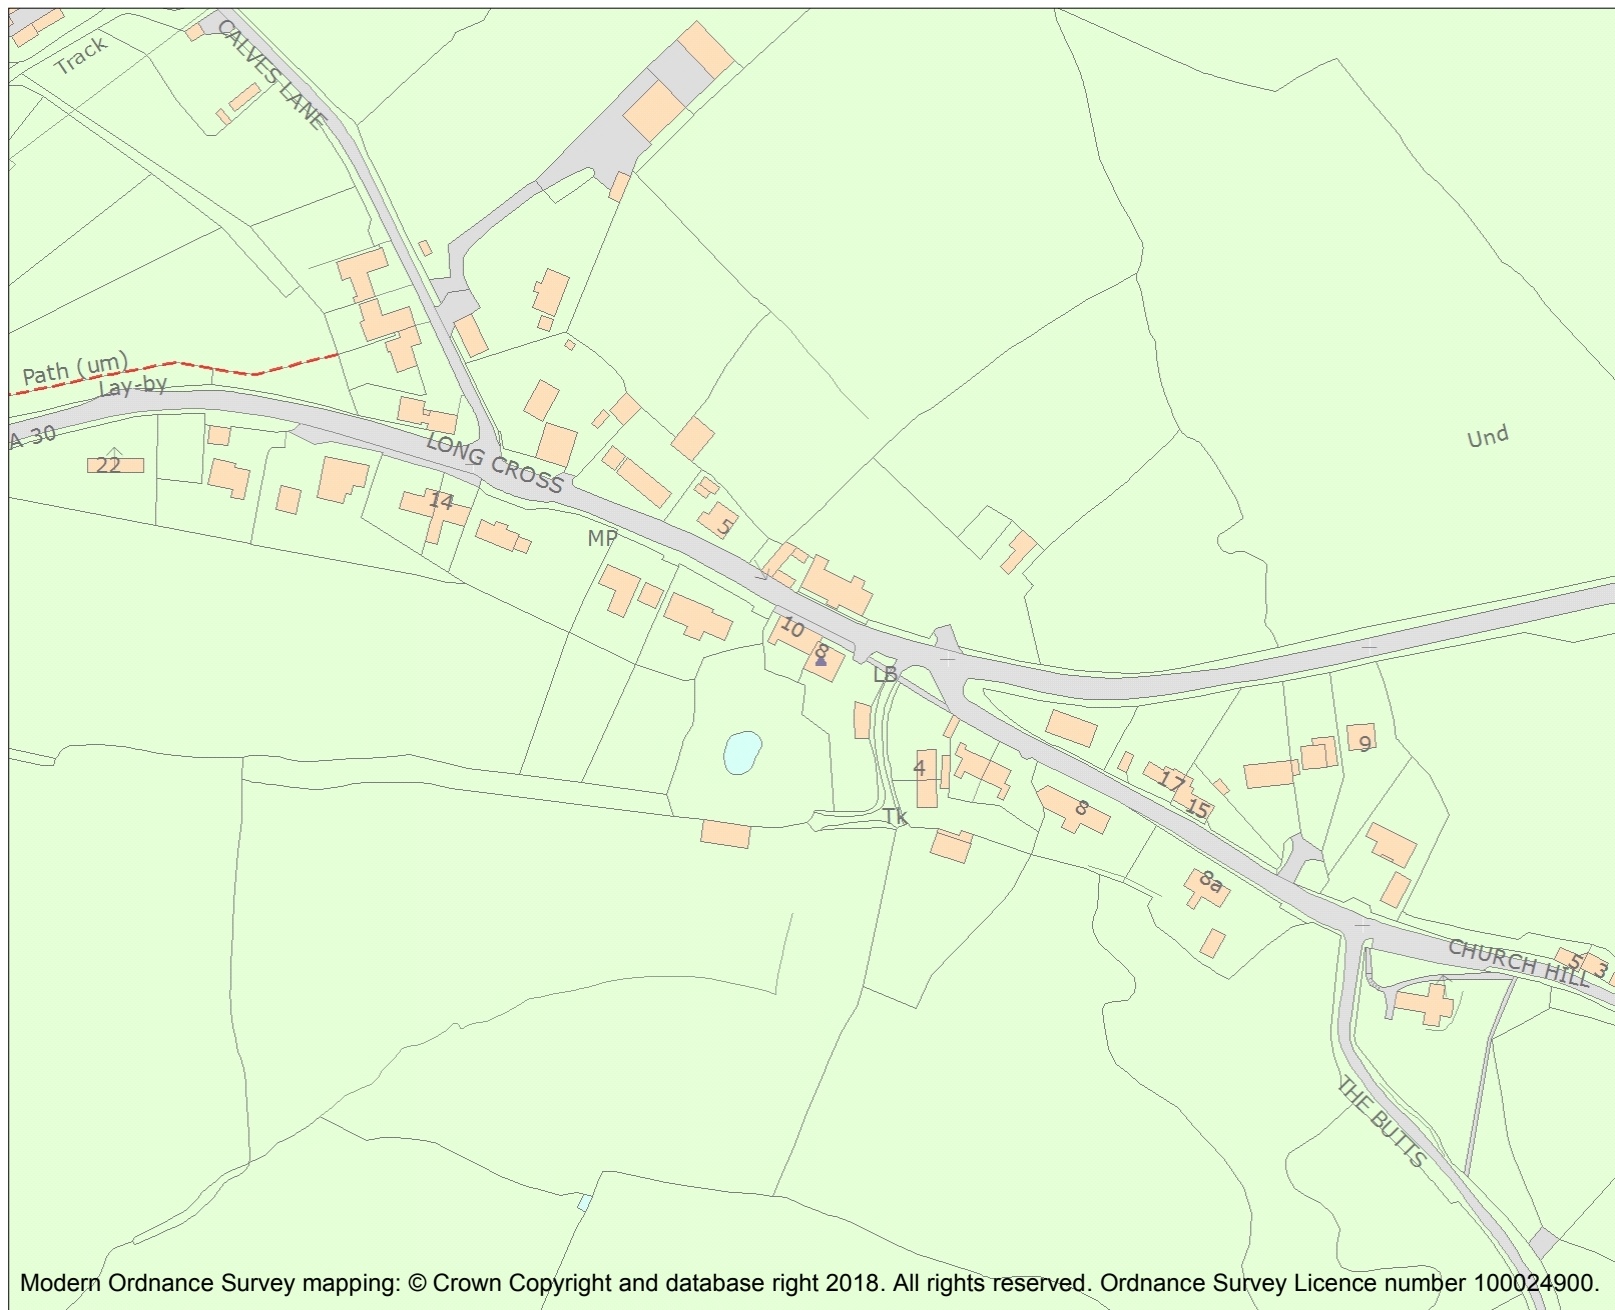 CALVES LANE
Track
Path (um)
Lay-by
A 30
22
LONG CROSS
14
MP
5
Und
10
8
LB
4
Tk
8
17
15
9
8a
CHURCH HILL
5
3
THE BUTTS
Modern Ordnance Survey mapping: © Crown Copyright and database right 2018. All rights reserved. Ordnance Survey Licence number 100024900.